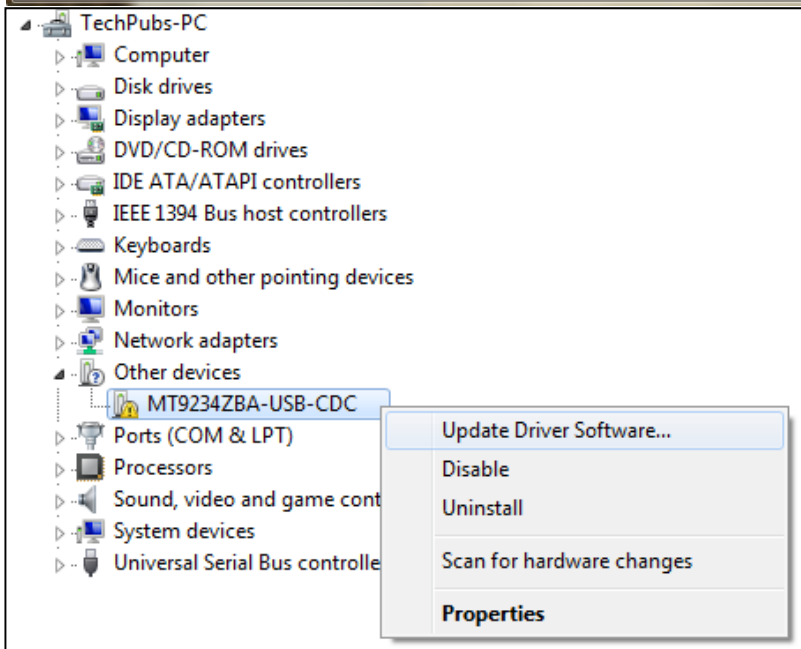 TechPubs-PC
Computer
Disk drives
Display adapters
DVD/CD-ROM drives
IDE ATA/ATAPI controllers
IEEE 1394 Bus host controllers
Keyboards
Mice and other pointing devices
Monitors
Network adapters
Other devices
MT9234ZBA-USB-CDC
Ports (COM & LPT)
Processors
Sound, video and game cont
System devices
Universal Serial Bus controlle
Update Driver Software...
Disable
Uninstall
Scan for hardware changes
Properties